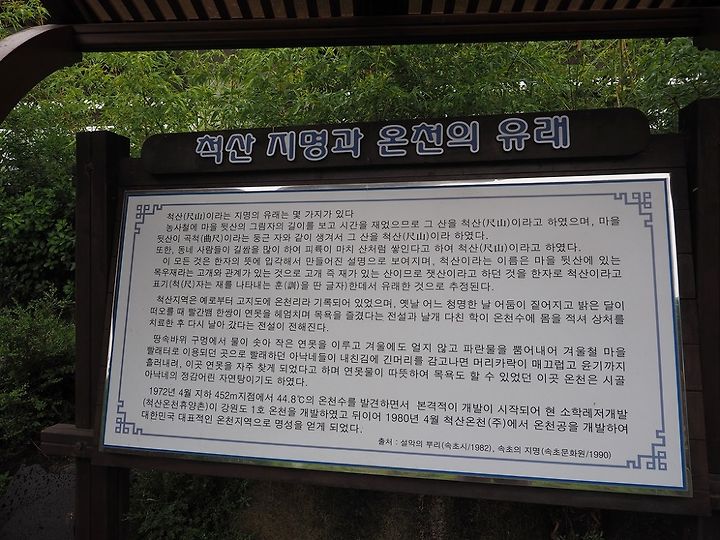 척산 지명과 온천의 유래
척산(尺山)이라는 지명의 유래는 몇 가지가 있다
농사철에 마을 뒷산의 그림자의 길이를 보고 시간을 재었으므로 그 산을 척산(尺山)이라고 하였으며, 마을
뒷산이 곡척(曲尺)이라는 둥근 자와 같이 생겨서 그 산을 척산(尺山)이라 하였다.
또한, 동네 사람들이 길쌈을 많이 하여 피륙이 마치 산처럼 쌓인다고 하여 척산(尺山)이라고 하였다.
이 모든 것은 한자의 뜻에 입각해서 만들어진 설명으로 보여지며, 척산이라는 이름은 마을 뒷산에 있는
목우재라는 고개와 관계가 있는 것으로 고개 즉 재가 있는 산이므로 잿산이라고 하던 것을 한자로 척산이라고
표기(척尺자는 재를 나타내는 훈(訓)을 딴 글자)한데서 유래한 것으로 추정된다.
척산지역은 예로부터 고지도에 온천리라 기록되어 있었으며, 옛날 어느 청명한 날 어둠이 짙어지고 밝은 달이
떠오를 때 빨간뱀 한쌍이 연못을 헤엄치며 목욕을 즐겼다는 전설과 날개 다친 학이 온천수에 몸을 적셔 상처를
치료한 후 다시 날아 갔다는 전설이 전해진다.
땅속바위 구멍에서 물이 솟아 작은 연못을 이루고 겨울에도 얼지 않고 파란물을 뿜어내어 겨울철 마을
빨래터로 이용되던 곳으로 빨래하던 아낙네들이 내친김에 긴머리를 감고나면 머리카락이 매끄럽고 윤기까지
흘러내려, 이곳 연못을 자주 찾게 되었다고 하며 연못물이 따뜻하여 목욕도 할 수 있었던 이곳 온천은 시골
아낙네의 정감어린 자연탕이기도 하였다.
1972년 4월 지하 452m지점에서 44.8℃의 온천수를 발견하면서 본격적이 개발이 시작되어 현 소학레저개발
(척산온천휴양촌)이 강원도 1호 온천을 개발하였고 뒤이어 1980년 4월 척산온천(주)에서 온천공을 개발하여
대한민국 대표적인 온천지역으로 명성을 얻게 되었다.
출처 : 설악의 뿌리(속초시/1982), 속초의 지명(속초문화원/1990)